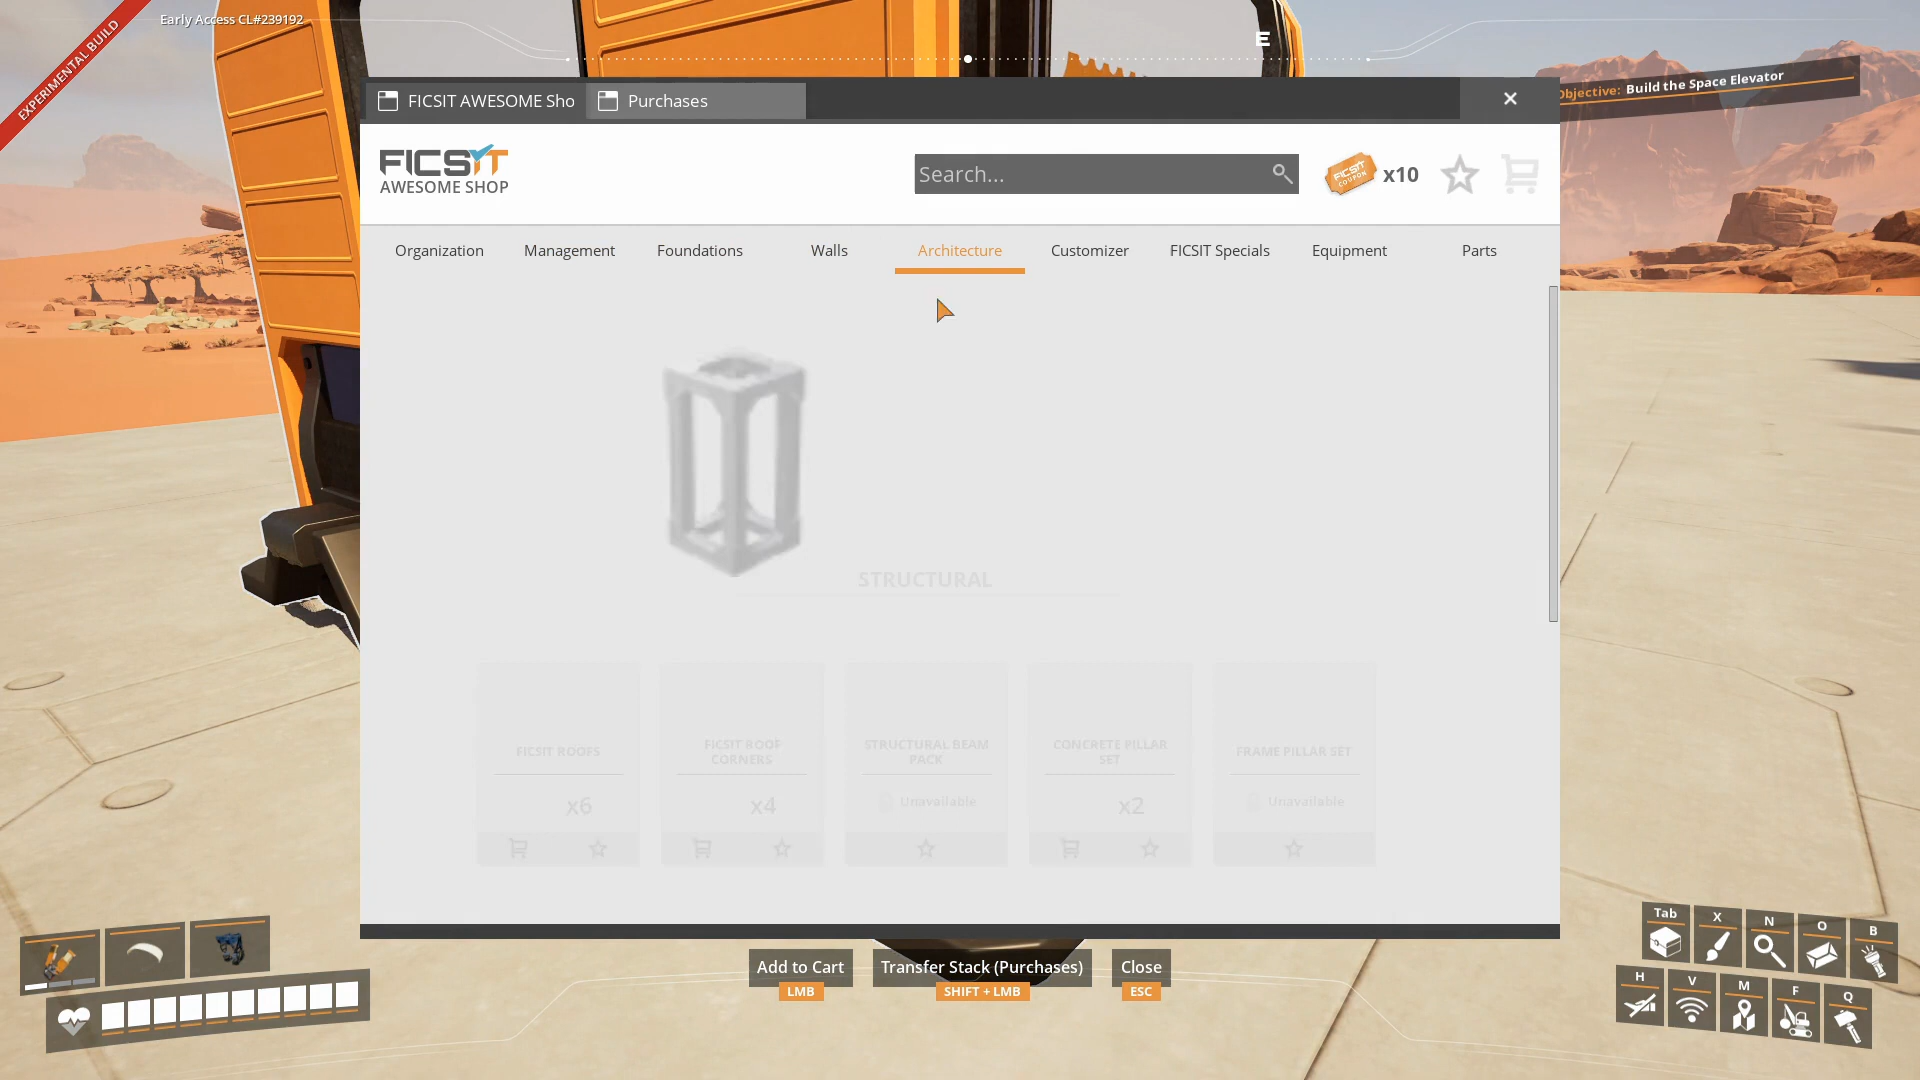 Early Access CL#239192
EXPERIMENTAL BUILD
E
Objective: Build the Space Elevator
FICSIT AWESOME Sho
Purchases
FICSIT
AWESOME SHOP
Search...
FICSIT
COUPON
x10
Organization
Management
Foundations
Walls
Architecture
Customizer
FICSIT Specials
Equipment
Parts
STRUCTURAL
FICSIT ROOFS
x6
FICSIT ROOF
CORNERS
x4
STRUCTURAL BEAM
PACK
Unavailable
CONCRETE PILLAR
SET
x2
FRAME PILLAR SET
Unavailable
Add to Cart
LMB
Transfer Stack (Purchases)
SHIFT + LMB
Close
ESC
Tab
X
N
O
B
H
V
M
F
Q